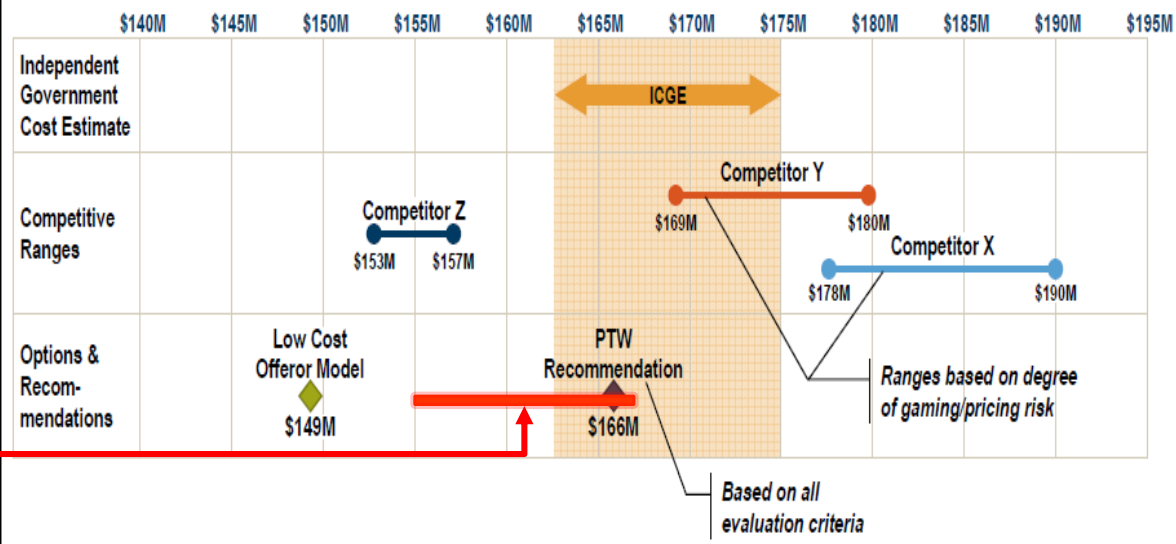 $140M $145M $150M $155M $160M $165M $170M $175M $180M $185M $190M $195M
Independent
Government
Cost Estimate
ICGE
Competitive
Ranges
Competitor Y
$169M $180M
Competitor Z
$153M $157M
Competitor X
$178M $190M
Options &
Recom-
mendations
Low Cost
Offeror Model
$149M
PTW
Recommendation
$166M
Ranges based on degree
of gaming/pricing risk
Based on all
evaluation criteria